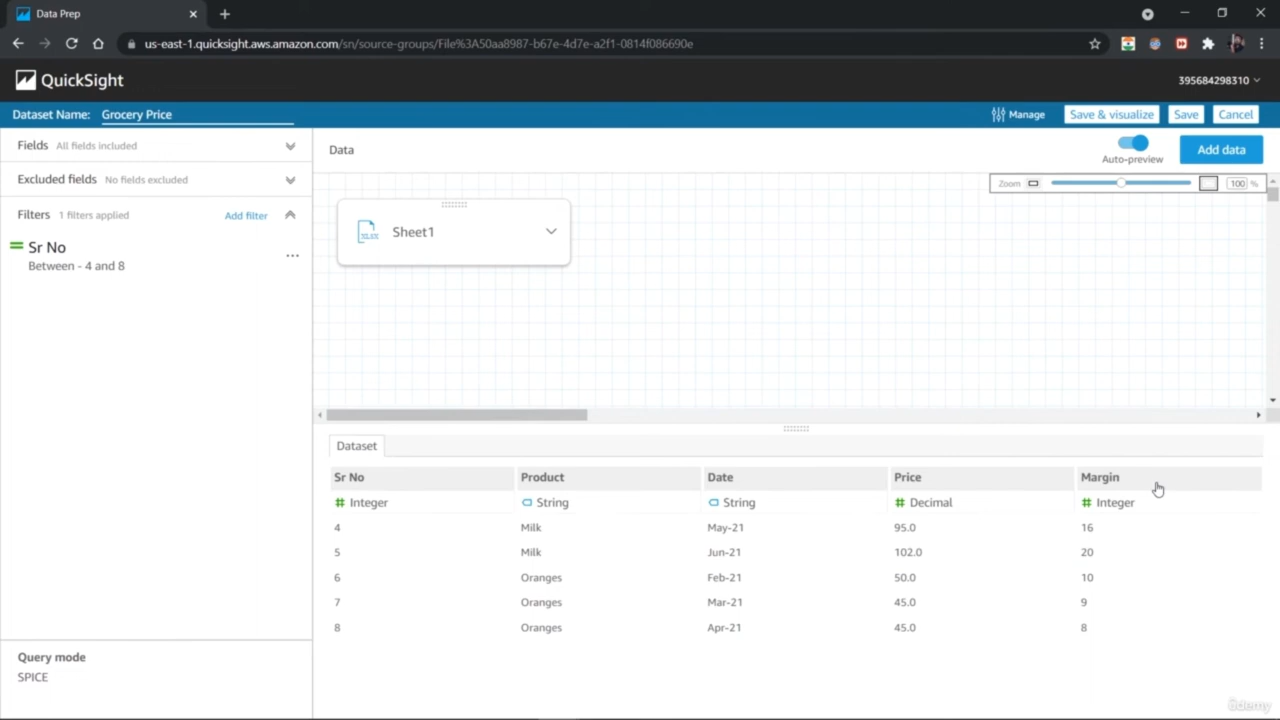 Data Prep
us-east-1.quicksight.aws.amazon.com/sn/source-groups/File%3A50aa8987-b67e-4d7e-a2f1-0814f086690e
QuickSight
395684298310
Dataset Name: Grocery Price
Manage
Save & visualize
Save
Cancel
Fields All fields included
Excluded fields No fields excluded
Filters 1 filters applied
Add filter
Sr No
Between - 4 and 8
...
Query mode
SPICE
Data
Auto-preview
Add data
Zoom
100 %
Sheet1
Dataset
Sr No Product Date Price Margin
# Integer String String # Decimal # Integer
4 Milk May-21 95.0 16
5 Milk Jun-21 102.0 20
6 Oranges Feb-21 50.0 10
7 Oranges Mar-21 45.0 9
8 Oranges Apr-21 45.0 8
ûdemy